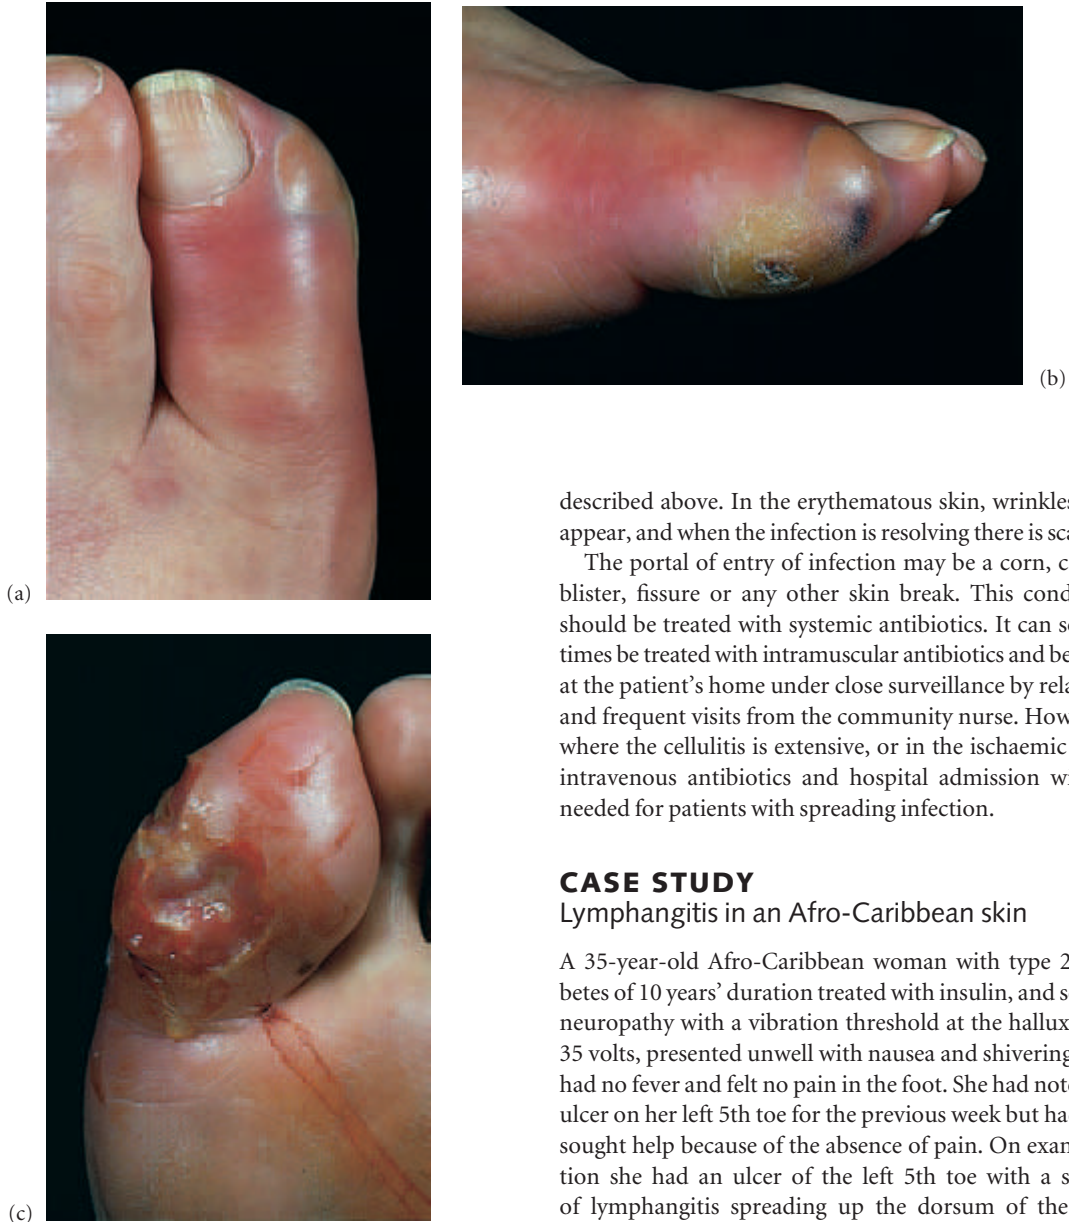 (a)
(b)
(c)
described above. In the erythematous skin, wrinkles
appear, and when the infection is resolving there is
The portal of entry of infection may be a corn,
blister, fissure or any other skin break. This
should be treated with systemic antibiotics. It can
times be treated with intramuscular antibiotics and
at the patient’s home under close surveillance by
and frequent visits from the community nurse.
where the cellulitis is extensive, or in the ischaemic
intravenous antibiotics and hospital admission
needed for patients with spreading infection.
CASE STUDY
Lymphangitis in an Afro-Caribbean skin
A 35-year-old Afro-Caribbean woman with type 2
betes of 10 years’ duration treated with insulin, and
neuropathy with a vibration threshold at the hallux
35 volts, presented unwell with nausea and shivering
had no fever and felt no pain in the foot. She had
ulcer on her left 5th toe for the previous week but
sought help because of the absence of pain. On
tion she had an ulcer of the left 5th toe with a
of lymphangitis spreading up the dorsum of the